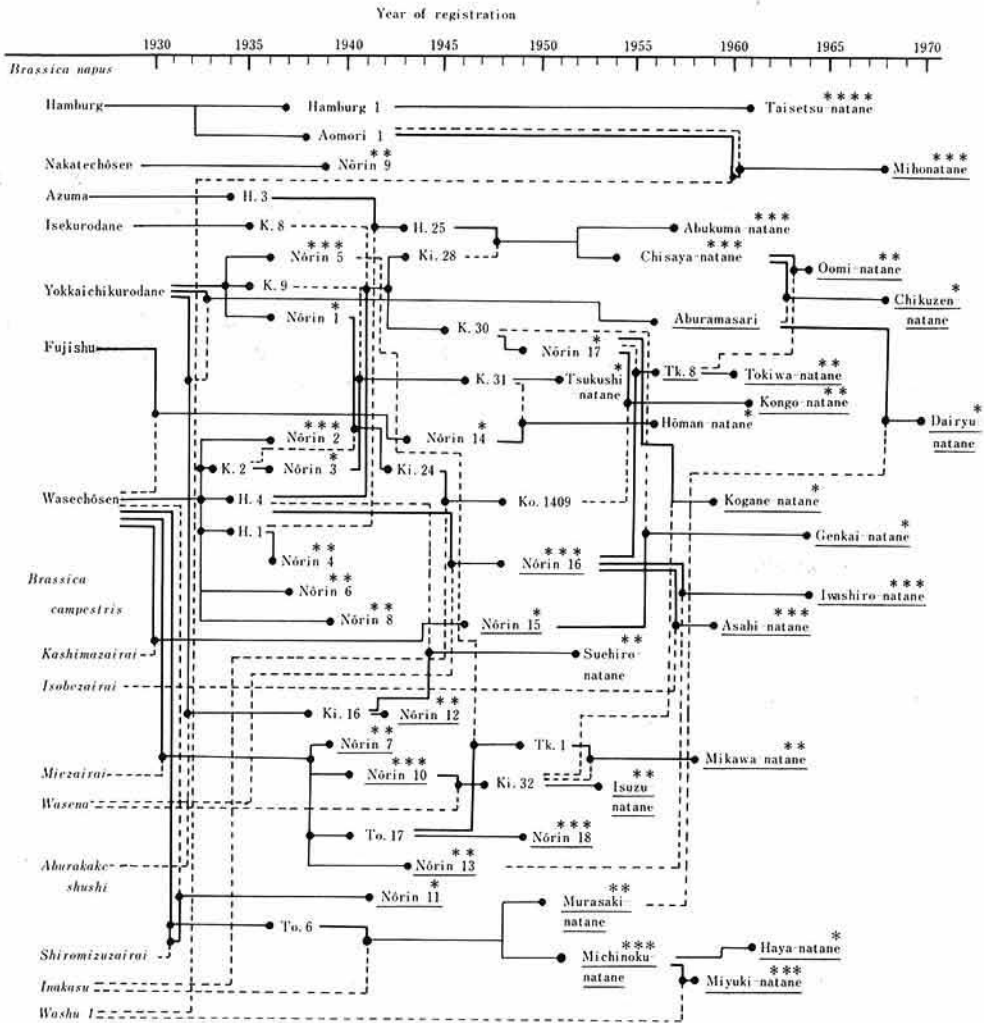 Year of registration
1930 1935 1940 1945 1950 1955 1960 1965 1970
Brassica napus
Hamburg Hamburg 1 Taisetsu-natane ****
Aomori 1
Nakatechôsen Nôrin 9 ** Mihonatane ***
Azuma H. 3
Isekurodane K. 8 H. 25 Abukuma-natane ***
Nôrin 5 *** Ki. 28 Chisaya-natane *** Oomi-natane **
Yokkaichikurodane K. 9 Chikuzen natane *
Nôrin 1 * K. 30 Aburamasari
Fujishu Nôrin 17 * Tk. 8 Tokiwa-natane **
K. 31 Tsukushi natane * Kongo-natane **
Nôrin 2 *** Nôrin 14 * Hôman natane * Dairyu natane *
K. 2 Nôrin 3 * Ki. 24
Wasechôsen H. 4 Ko. 1409 Kogane-natane *
H. 1 Genkai-natane *
Nôrin 4 ** Nôrin 16 ***
Brassica campestris Nôrin 6 ** Iwashiro-natane ***
Nôrin 8 ** Nôrin 15 * Asahi-natane ***
Kashimazairai Suehiro-natane **
Isobezairai
Ki. 16 Nôrin 12 **
Nôrin 7 ** Tk. 1 Mikawa-natane **
Miezairai Nôrin 10 *** Ki. 32 Isuzu natane **
Wasena
To. 17 Nôrin 18 ***
Aburakake shushi Nôrin 13 **
Nôrin 11 * Murasaki-natane **
To. 6
Shiromizuzairai Michinoku-natane *** Haya-natane *
Inakasu Miyuki-natane ***
Washu 1